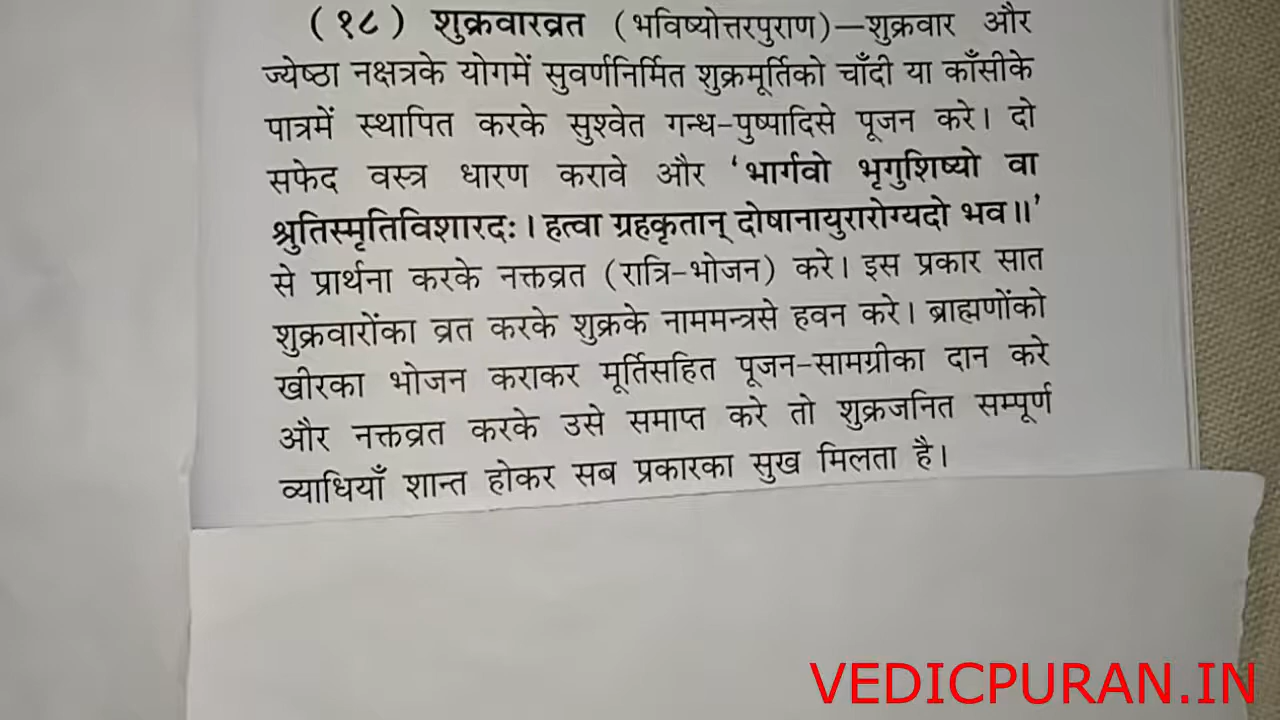 (१८) शुक्रवारव्रत (भविष्योत्तरपुराण)—शुक्रवार और
ज्येष्ठा नक्षत्रके योगमें सुवर्णनिर्मित शुक्रमूर्तिको चाँदी या काँसीके
पात्रमें स्थापित करके सुश्वेत गन्ध-पुष्पादिसे पूजन करे। दो
सफेद वस्त्र धारण करावे और 'भार्गवो भृगुशिष्यो वा
श्रुतिस्मृतिविशारदः। हत्वा ग्रहकृतान् दोषानायुरारोग्यदो भव॥'
से प्रार्थना करके नक्तव्रत (रात्रि-भोजन) करे। इस प्रकार सात
शुक्रवारोंका व्रत करके शुक्रके नाममन्त्रसे हवन करे। ब्राह्मणोंको
खीरका भोजन कराकर मूर्तिसहित पूजन-सामग्रीका दान करे
और नक्तव्रत करके उसे समाप्त करे तो शुक्रजनित सम्पूर्ण
व्याधियाँ शान्त होकर सब प्रकारका सुख मिलता है।
VEDICPURAN.IN